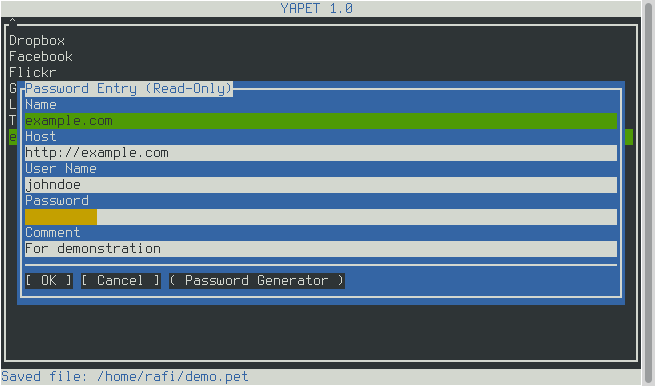 YAPET 1.0
^
Dropbox
Facebook
Flickr
G
L
T
e
Password Entry (Read-Only)
Name
example.com
Host
http://example.com
User Name
johndoe
Password
Comment
For demonstration
[ OK ] [ Cancel ] ( Password Generator )
Saved file: /home/rafi/demo.pet